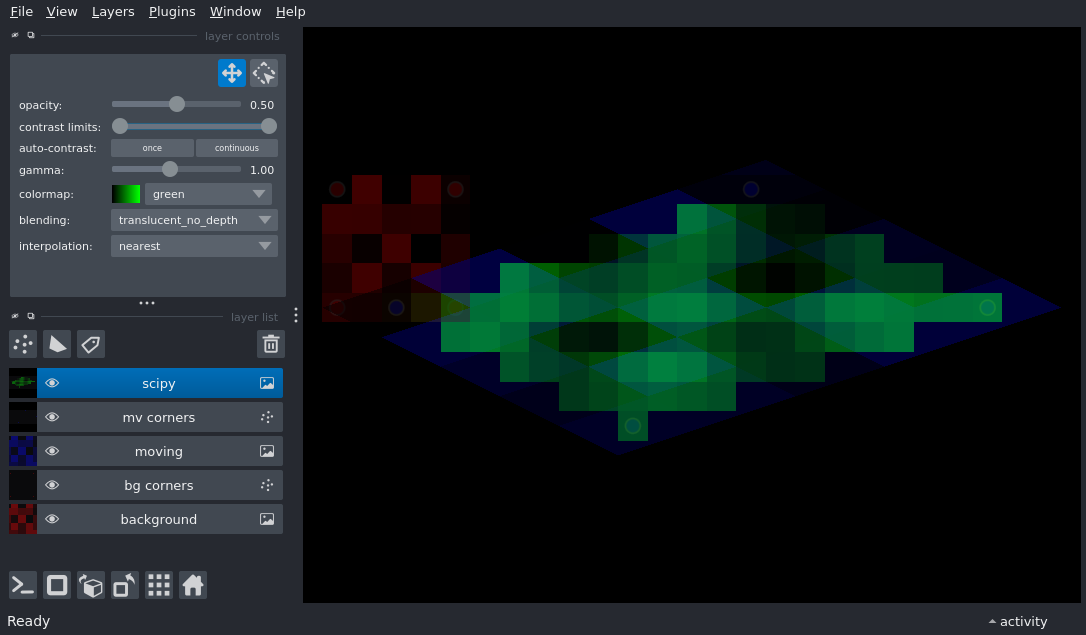 File View Layers Plugins Window Help
layer controls
opacity: 0.50
contrast limits:
auto-contrast: once continuous
gamma: 1.00
colormap: green
blending: translucent_no_depth
interpolation: nearest
layer list
scipy
mv corners
moving
bg corners
background
Ready activity